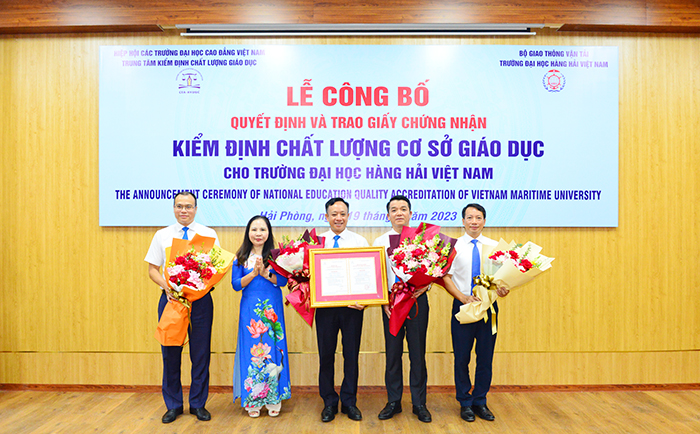 HIỆP HỘI CÁC TRƯỜNG ĐẠI HỌC CAO ĐẲNG VIỆT NAM
TRUNG TÂM KIỂM ĐỊNH CHẤT LƯỢNG GIÁO DỤC
BỘ GIAO THÔNG VẬN TẢI
TRƯỜNG ĐẠI HỌC HÀNG HẢI VIỆT NAM
LỄ CÔNG BỐ
QUYẾT ĐỊNH VÀ TRAO GIẤY CHỨNG NHẬN
KIỂM ĐỊNH CHẤT LƯỢNG CƠ SỞ GIÁO DỤC
CHO TRƯỜNG ĐẠI HỌC HÀNG HẢI VIỆT NAM
THE ANNOUNCEMENT CEREMONY OF NATIONAL EDUCATION QUALITY ACCREDITATION OF VIETNAM MARITIME UNIVERSITY
Hải Phòng, 19 tháng năm 2023